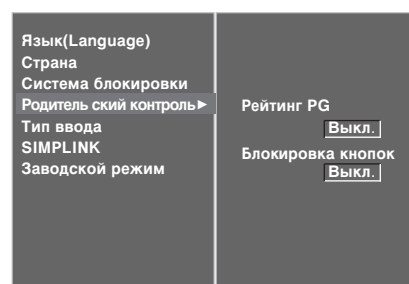 Язык(Language)
Страна
Система блокировки
Родитель ский контроль►
Тип ввода
SIMPLINK
Заводской режим
Рейтинг PG
Выкл.
Блокировка кнопок
Выкл.